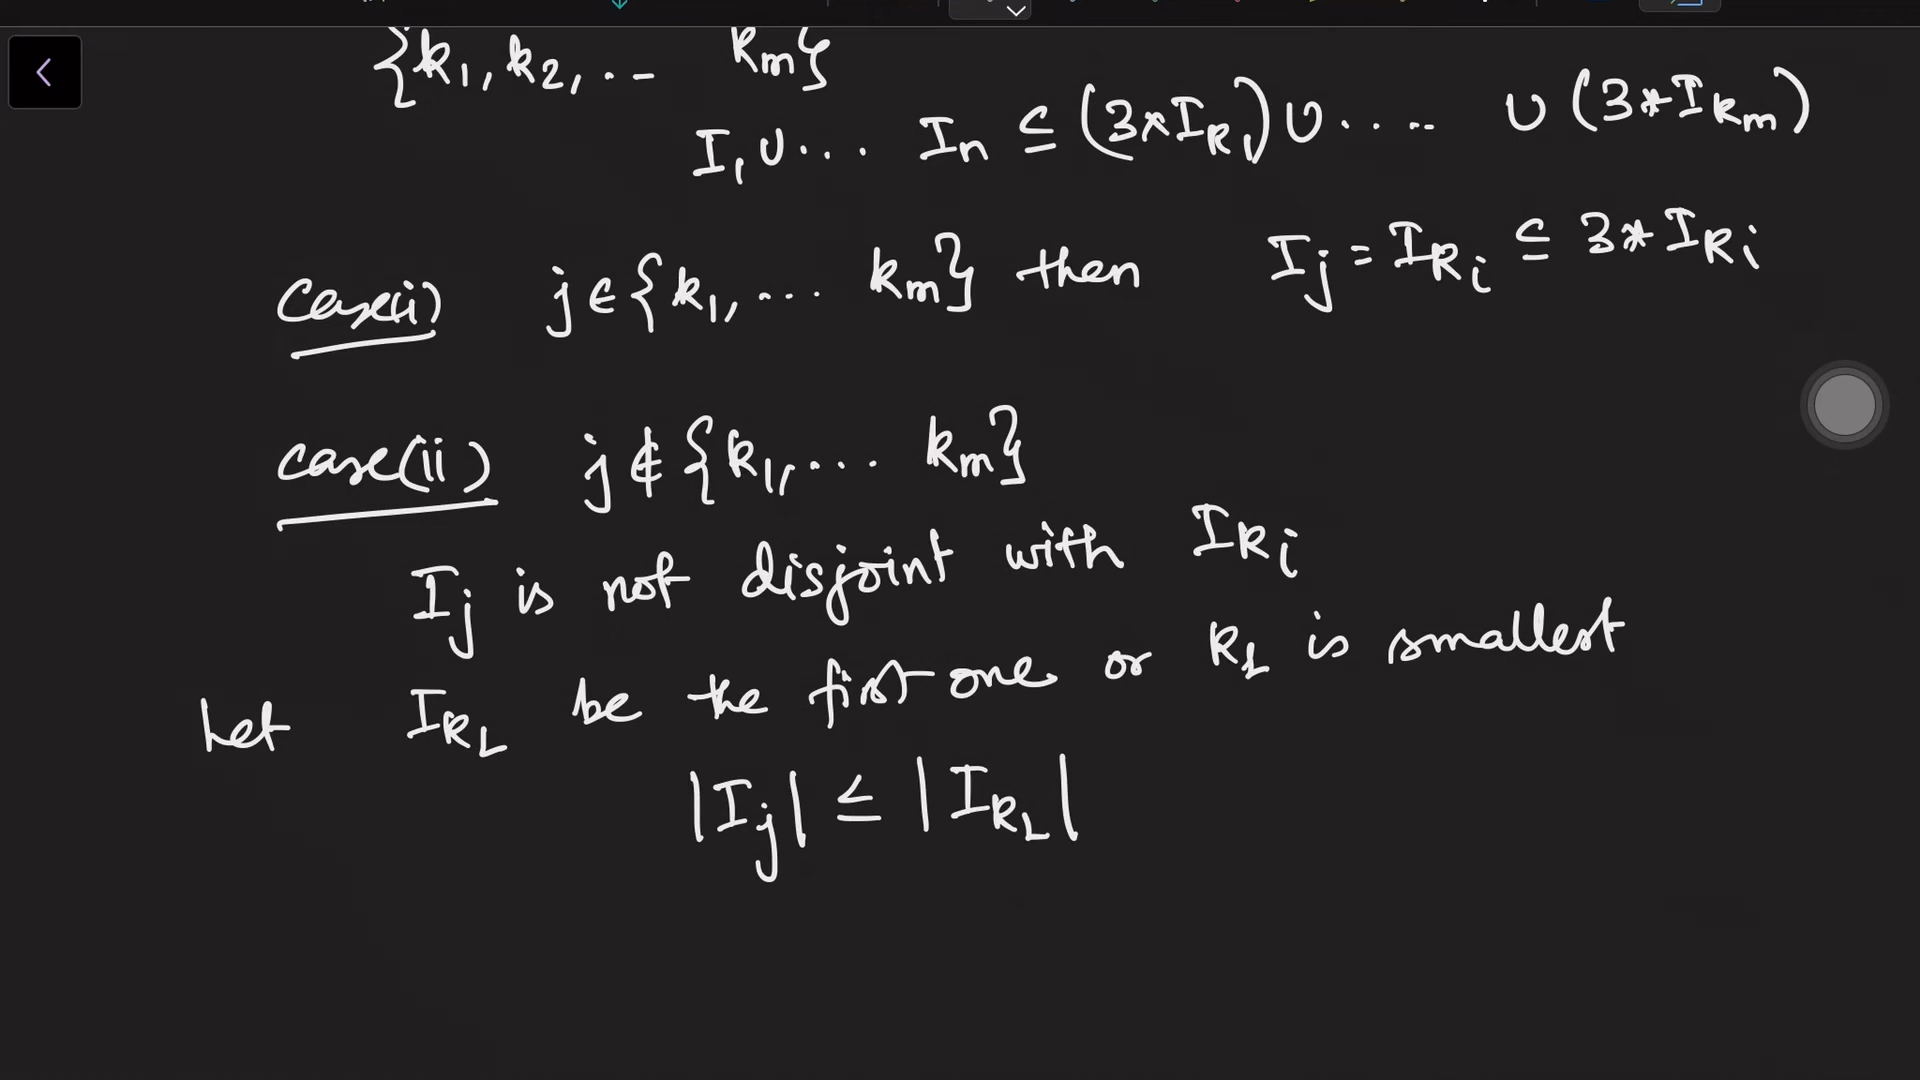 {k₁, k₂, .. km}
I₁ ∪ ... In ⊆ (3*Ik₁) ∪ .... ∪ (3*Ikm)
case(i) j ∈ {k₁, ... km} then Ij = Iki ⊆ 3*Iki
case(ii) j ∉ {k₁, ... km}
Ij is not disjoint with Iki
Let IkL be the first one or kL is smallest
|Ij| ≤ |IkL|